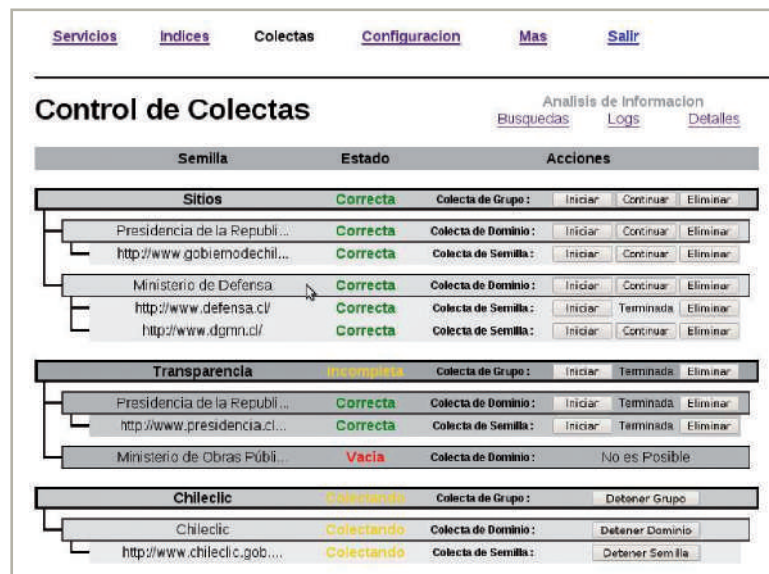 Servicios Indices Colectas Configuracion Mas Salir
Control de Colectas
Analisis de Informacion
Busquedas Logs Detalles
Semilla Estado Acciones
Sitios Correcta Colecta de Grupo : Iniciar Continuar Eliminar
Presidencia de la Republi... Correcta Colecta de Dominio : Iniciar Continuar Eliminar
http://www.gobiernodechil... Correcta Colecta de Semilla : Iniciar Continuar Eliminar
Ministerio de Defensa Correcta Colecta de Dominio : Iniciar Continuar Eliminar
http://www.defensa.cl/ Correcta Colecta de Semilla : Iniciar Terminada Eliminar
http://www.dgmn.cl/ Correcta Colecta de Semilla : Iniciar Continuar Eliminar
Transparencia Incompleta Colecta de Grupo : Iniciar Terminada Eliminar
Presidencia de la Republi... Correcta Colecta de Dominio : Iniciar Terminada Eliminar
http://www.presidencia.cl... Correcta Colecta de Semilla : Iniciar Terminada Eliminar
Ministerio de Obras Públi... Vacia Colecta de Dominio : No es Posible
Chileclic Colectando Colecta de Grupo : Detener Grupo
Chileclic Colectando Colecta de Dominio : Detener Dominio
http://www.chileclic.gob.... Colectando Colecta de Semilla : Detener Semilla